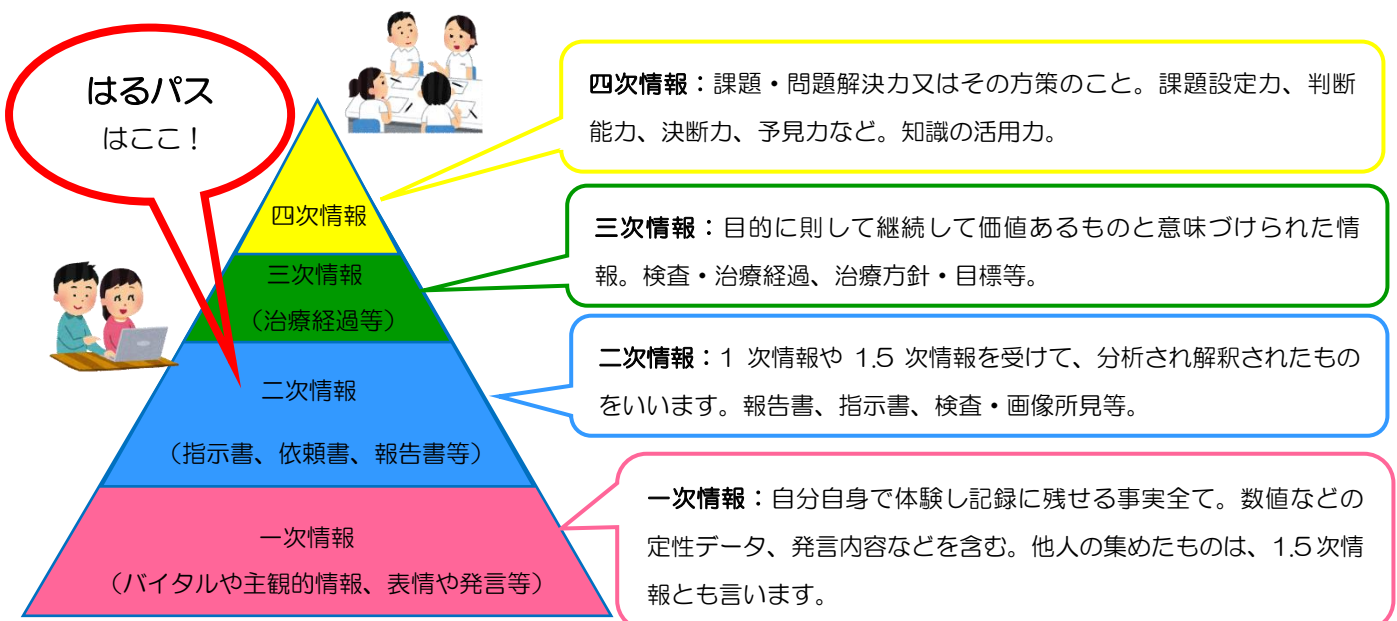 はるパス
はここ！
四次情報
三次情報
（治療経過等）
二次情報
（指示書、依頼書、報告書等）
一次情報
（バイタルや主観的情報、表情や発言等）
四次情報：課題・問題解決力又はその方策のこと。課題設定力、判断
能力、決断力、予見力など。知識の活用力。
三次情報：目的に則して継続して価値あるものと意味づけられた情
報。検査・治療経過、治療方針・目標等。
二次情報：1 次情報や 1.5 次情報を受けて、分析され解釈されたもの
をいいます。報告書、指示書、検査・画像所見等。
一次情報：自分自身で体験し記録に残せる事実全て。数値などの
定性データ、発言内容などを含む。他人の集めたものは、1.5次情
報とも言います。